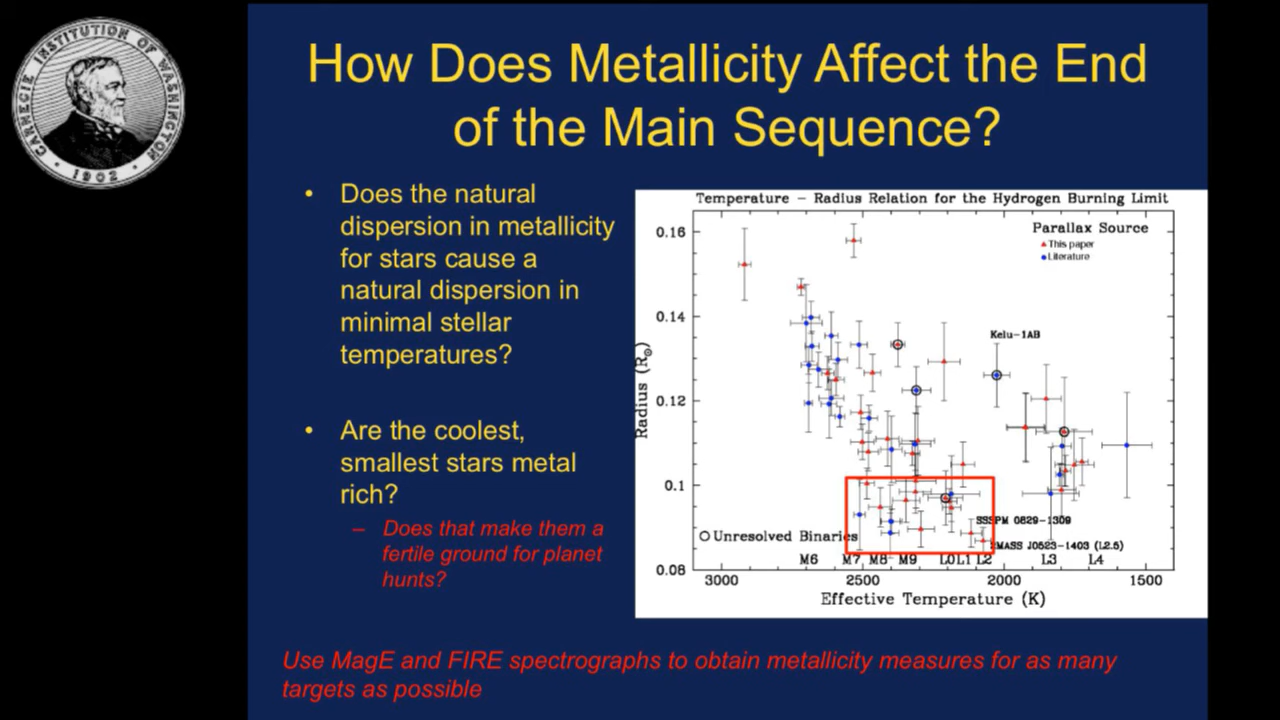 CARNEGIE INSTITUTION OF WASHINGTON
1902
How Does Metallicity Affect the End
of the Main Sequence?
• Does the natural
dispersion in metallicity
for stars cause a
natural dispersion in
minimal stellar
temperatures?
• Are the coolest,
smallest stars metal
rich?
– Does that make them a
fertile ground for planet
hunts?
Temperature – Radius Relation for the Hydrogen Burning Limit
Parallax Source
This paper
Literature
Kelu-1AB
SSSPM 0829-1309
2MASS J0523-1403 (L2.5)
Unresolved Binaries
M6 M7 M8 M9 L0 L1 L2 L3 L4
0.16
0.14
0.12
0.1
0.08
Radius (R⊙)
3000 2500 2000 1500
Effective Temperature (K)
Use MagE and FIRE spectrographs to obtain metallicity measures for as many
targets as possible